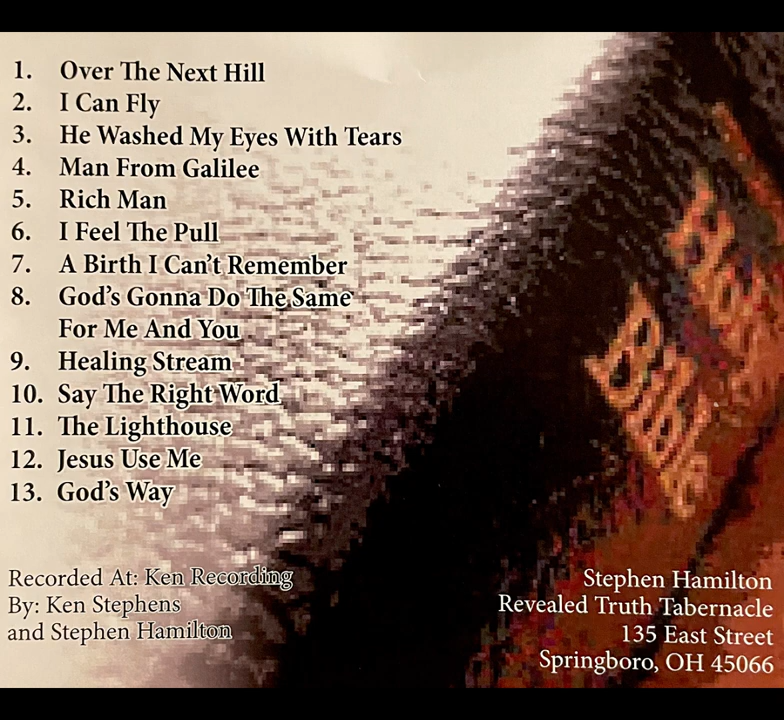 1. Over The Next Hill
2. I Can Fly
3. He Washed My Eyes With Tears
4. Man From Galilee
5. Rich Man
6. I Feel The Pull
7. A Birth I Can't Remember
8. God's Gonna Do The Same
For Me And You
9. Healing Stream
10. Say The Right Word
11. The Lighthouse
12. Jesus Use Me
13. God's Way
Recorded At: Ken Recording
By: Ken Stephens
and Stephen Hamilton
Stephen Hamilton
Revealed Truth Tabernacle
135 East Street
Springboro, OH 45066